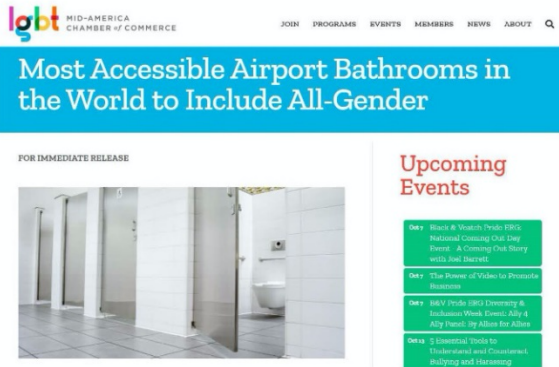 lgbt MID-AMERICA
CHAMBER of COMMERCE
JOIN PROGRAMS EVENTS MEMBERS NEWS ABOUT
Most Accessible Airport Bathrooms in
the World to Include All-Gender
FOR IMMEDIATE RELEASE
Upcoming
Events
Oct 7 Black & Veatch Pride ERG:
National Coming Out Day
Event - A Coming Out Story
with Joel Barrett
Oct 7 The Power of Video to Promote
Business
Oct 7 B&V Pride ERG Diversity &
Inclusion Week Event: Ally 4
Ally Panel: By Allies for Allies
Oct 13 5 Essential Tools to
Understand and Counteract
Bullying and Harassing